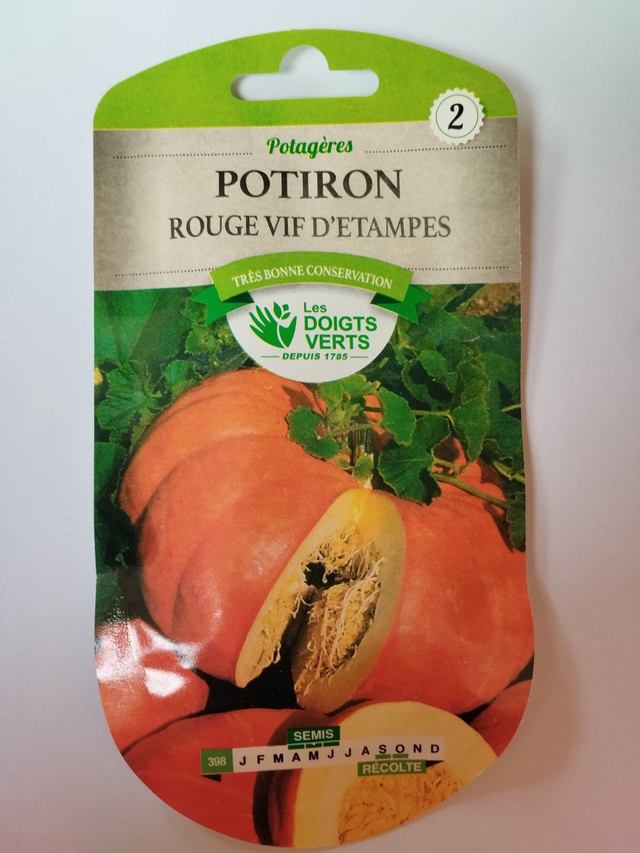 2
Potagères
POTIRON
ROUGE VIF D'ETAMPES
TRÈS BONNE CONSERVATION
Les
DOIGTS
VERTS
DEPUIS 1785
SEMIS
398 J F M A M J J A S O N D
RÉCOLTE